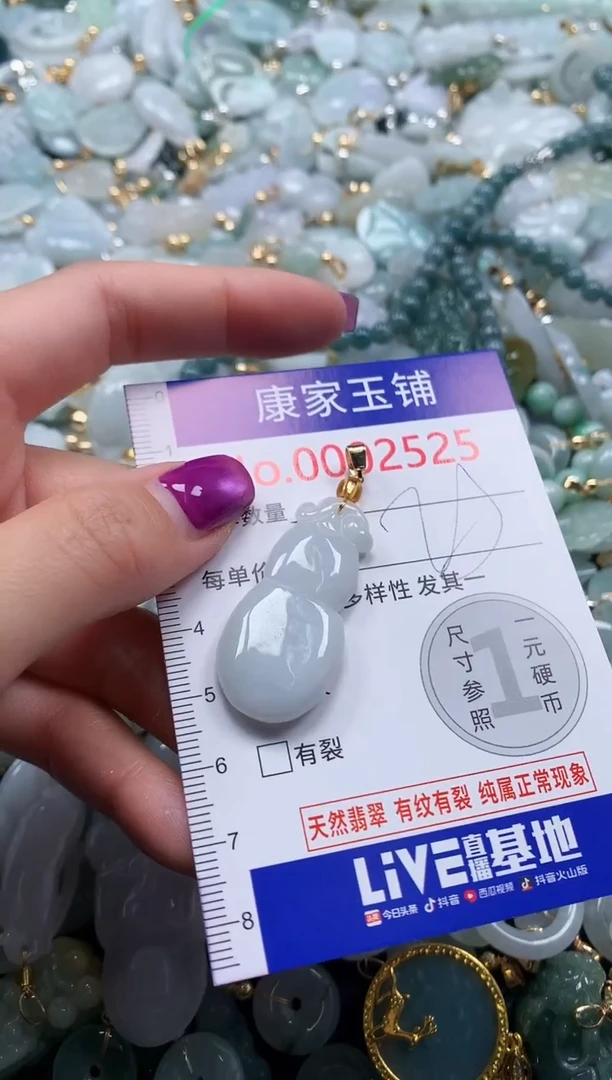 康家玉铺
No.0002525
数量
每单价 多样性 发其一
尺寸参照
1
一元硬币
4
5
有裂
6
天然翡翠 有纹有裂 纯属正常现象
7
LiVE直播基地
8
今日头条 抖音 西瓜视频 抖音火山版